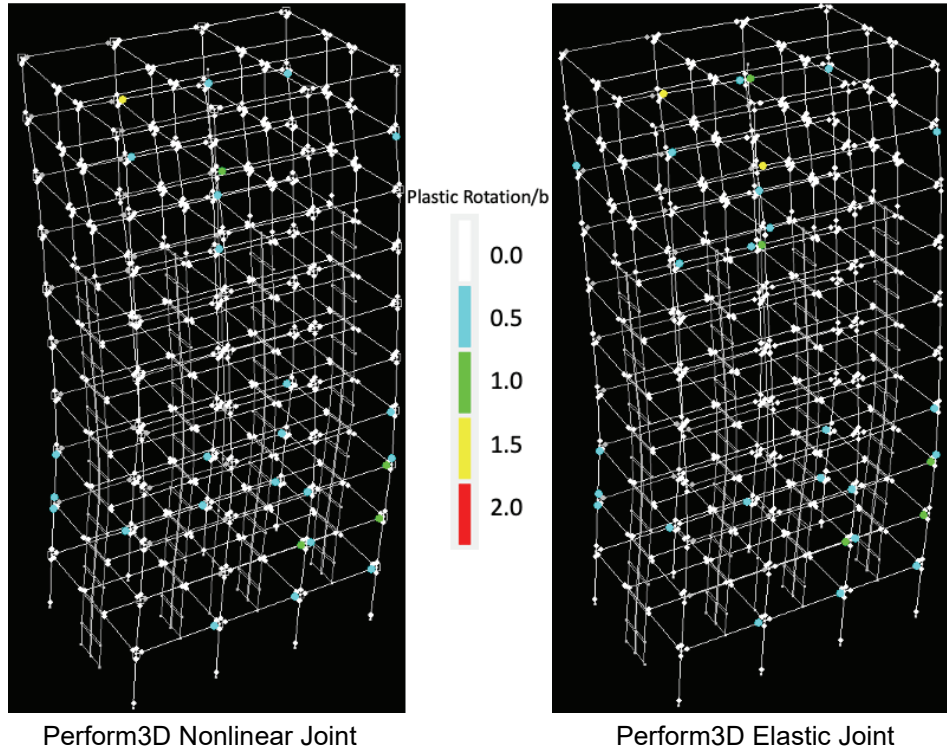 Plastic Rotation/b
0.0
0.5
1.0
1.5
2.0
Perform3D Nonlinear Joint
Perform3D Elastic Joint